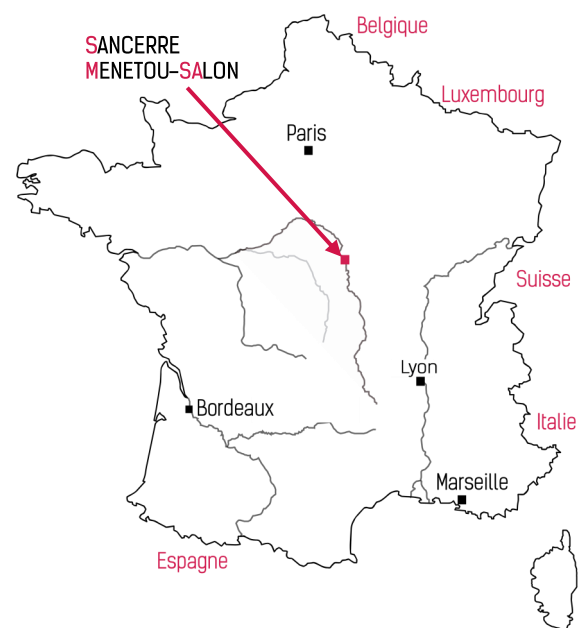 Belgique
SANCERRE
MENETOU–SALON
Luxembourg
Paris
Suisse
Lyon
Bordeaux
Italie
Marseille
Espagne